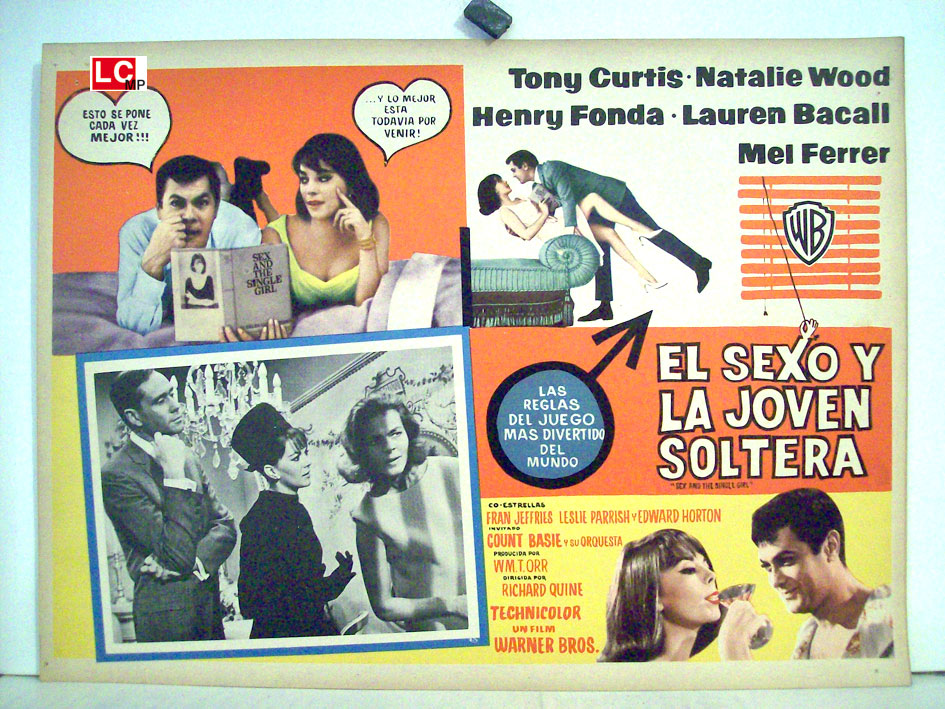 LC
MP
ESTO SE PONE
CADA VEZ
MEJOR!!!
...Y LO MEJOR
ESTA
TODAVIA POR
VENIR!
Tony Curtis · Natalie Wood
Henry Fonda · Lauren Bacall
Mel Ferrer
WB
SEX
AND
THE
SINGLE
GIRL
LAS
REGLAS
DEL JUEGO
MAS DIVERTIDO
DEL
MUNDO
EL SEXO Y
LA JOVEN
SOLTERA
"SEX AND THE SINGLE GIRL"
CO-ESTRELLAS
FRAN JEFFRIES LESLIE PARRISH Y EDWARD HORTON
INVITADO
COUNT BASIE Y SU ORQUESTA
PRODUCIDA POR
WM.T. ORR
DIRIGIDA POR
RICHARD QUINE
TECHNICOLOR
UN FILM
WARNER BROS.